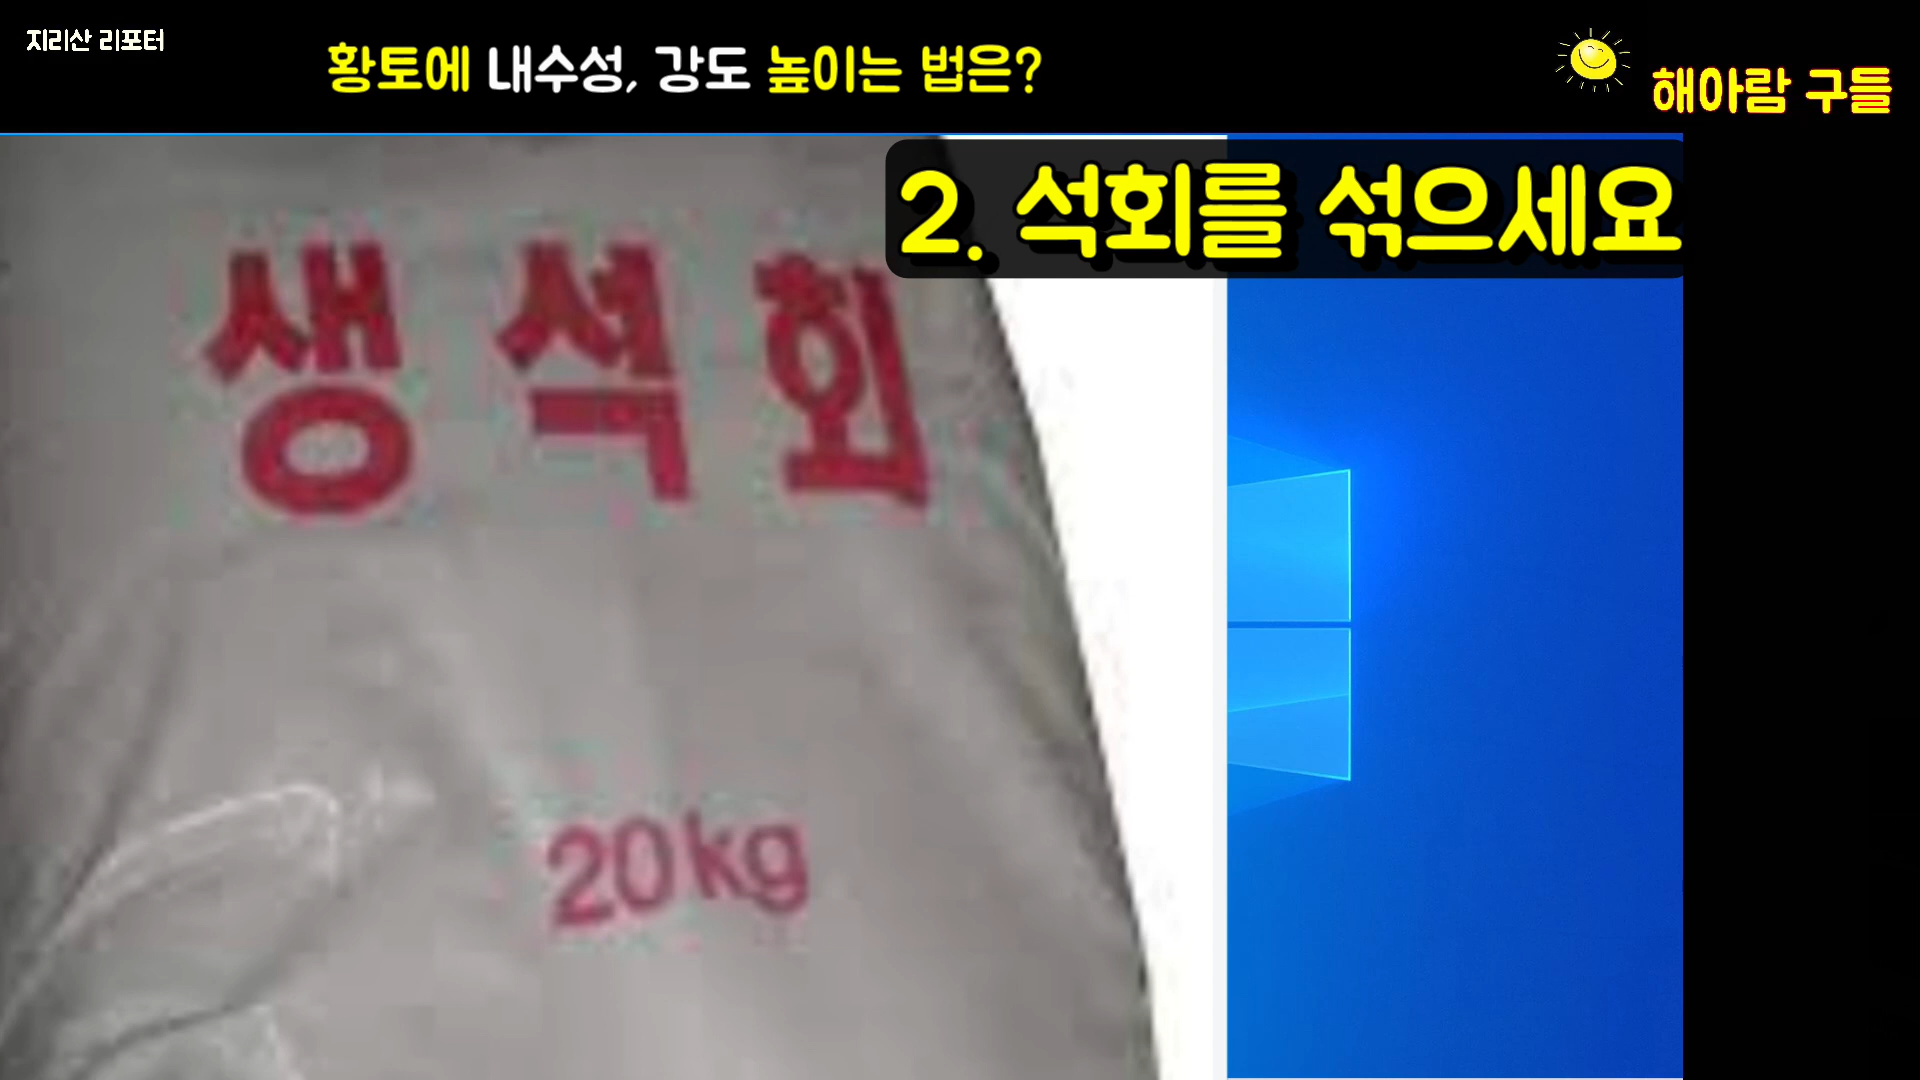 지리산 리포터
황토에 내수성, 강도 높이는 법은?
해아람 구들
2. 석회를 섞으세요
생석회
20kg